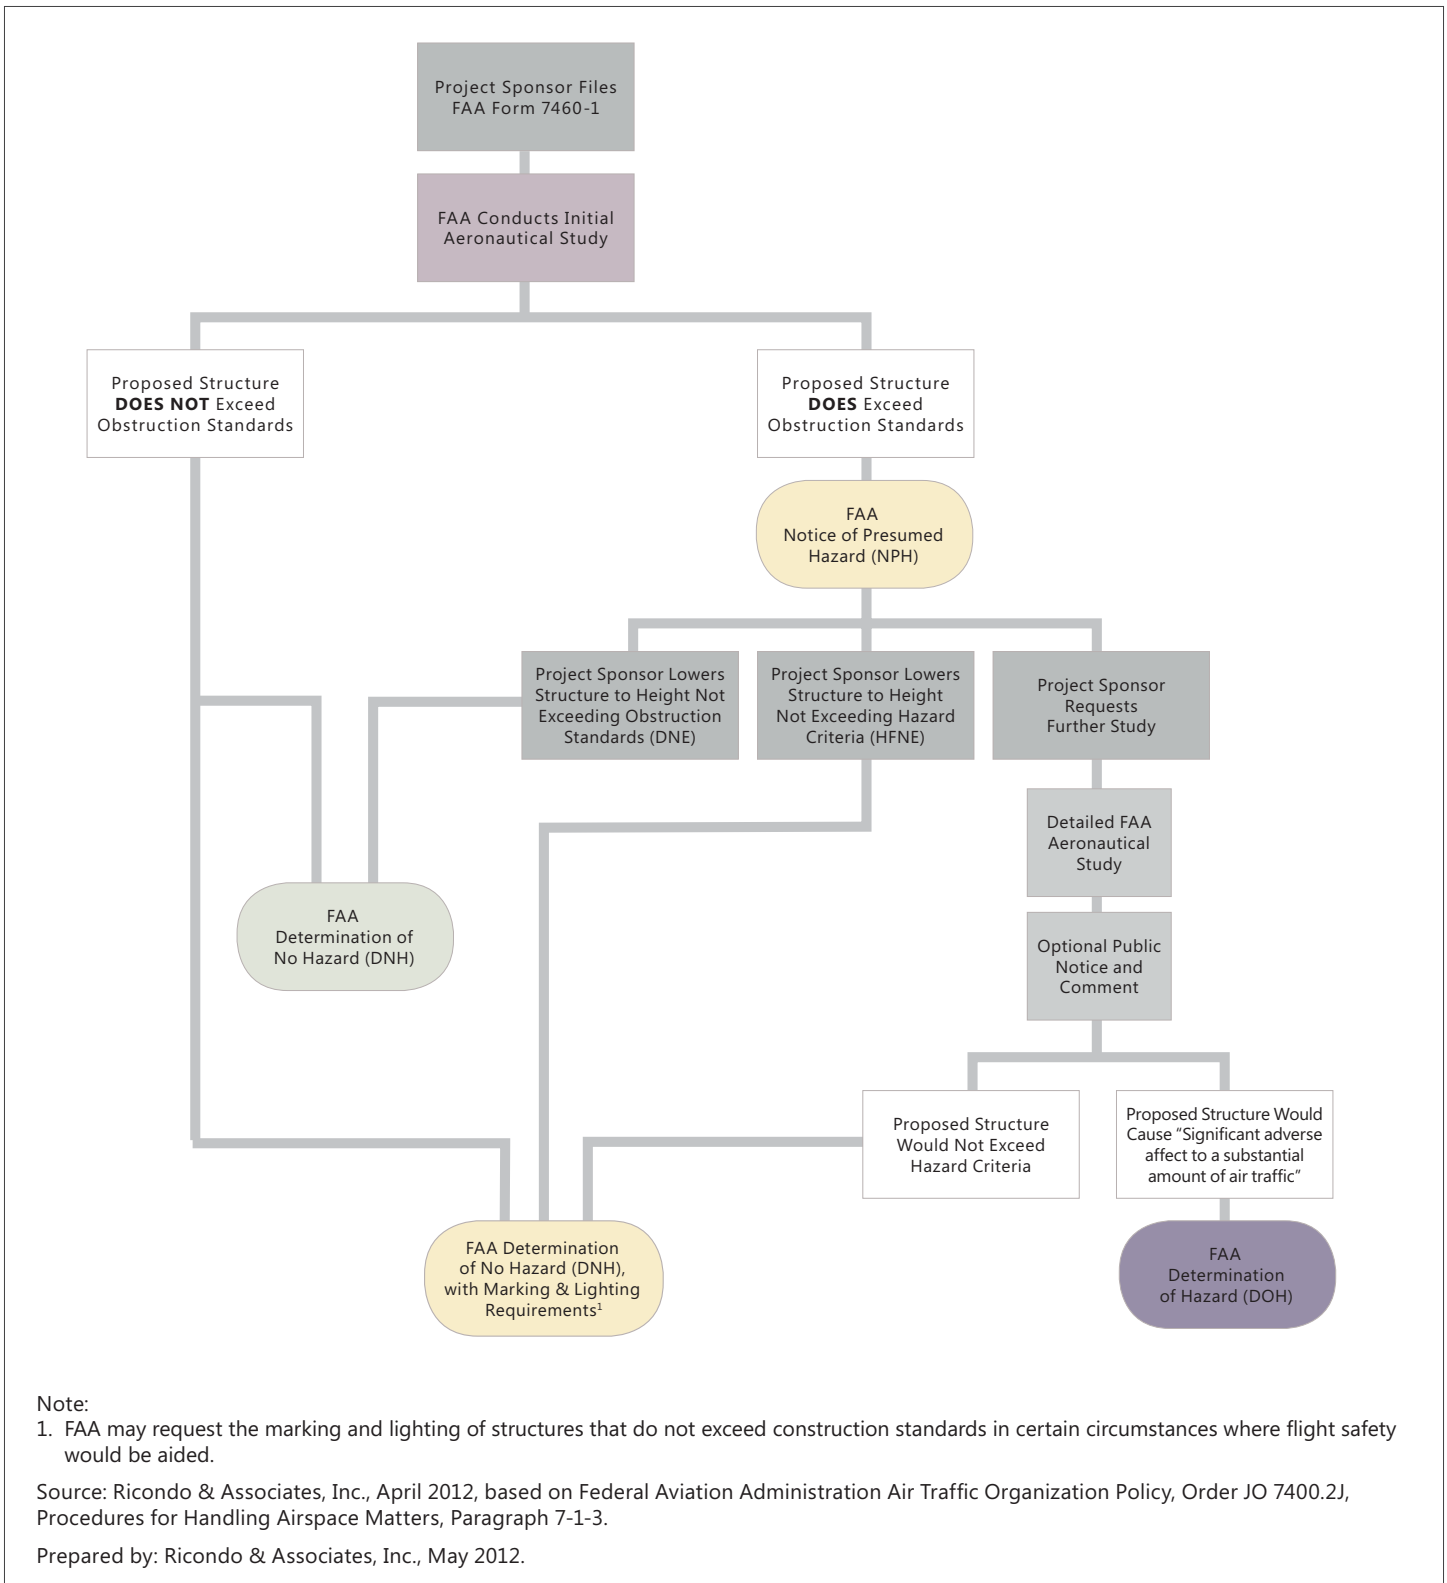 Project Sponsor Files
FAA Form 7460-1
FAA Conducts Initial
Aeronautical Study
Proposed Structure
DOES NOT Exceed
Obstruction Standards
Proposed Structure
DOES Exceed
Obstruction Standards
FAA
Notice of Presumed
Hazard (NPH)
Project Sponsor Lowers
Structure to Height Not
Exceeding Obstruction
Standards (DNE)
Project Sponsor Lowers
Structure to Height
Not Exceeding Hazard
Criteria (HFNE)
Project Sponsor
Requests
Further Study
Detailed FAA
Aeronautical
Study
FAA
Determination of
No Hazard (DNH)
Optional Public
Notice and
Comment
Proposed Structure
Would Not Exceed
Hazard Criteria
Proposed Structure Would
Cause “Significant adverse
affect to a substantial
amount of air traffic”
FAA Determination
of No Hazard (DNH),
with Marking & Lighting
Requirements¹
FAA
Determination
of Hazard (DOH)
Note:
1. FAA may request the marking and lighting of structures that do not exceed construction standards in certain circumstances where flight safety
would be aided.
Source: Ricondo & Associates, Inc., April 2012, based on Federal Aviation Administration Air Traffic Organization Policy, Order JO 7400.2J,
Procedures for Handling Airspace Matters, Paragraph 7-1-3.
Prepared by: Ricondo & Associates, Inc., May 2012.